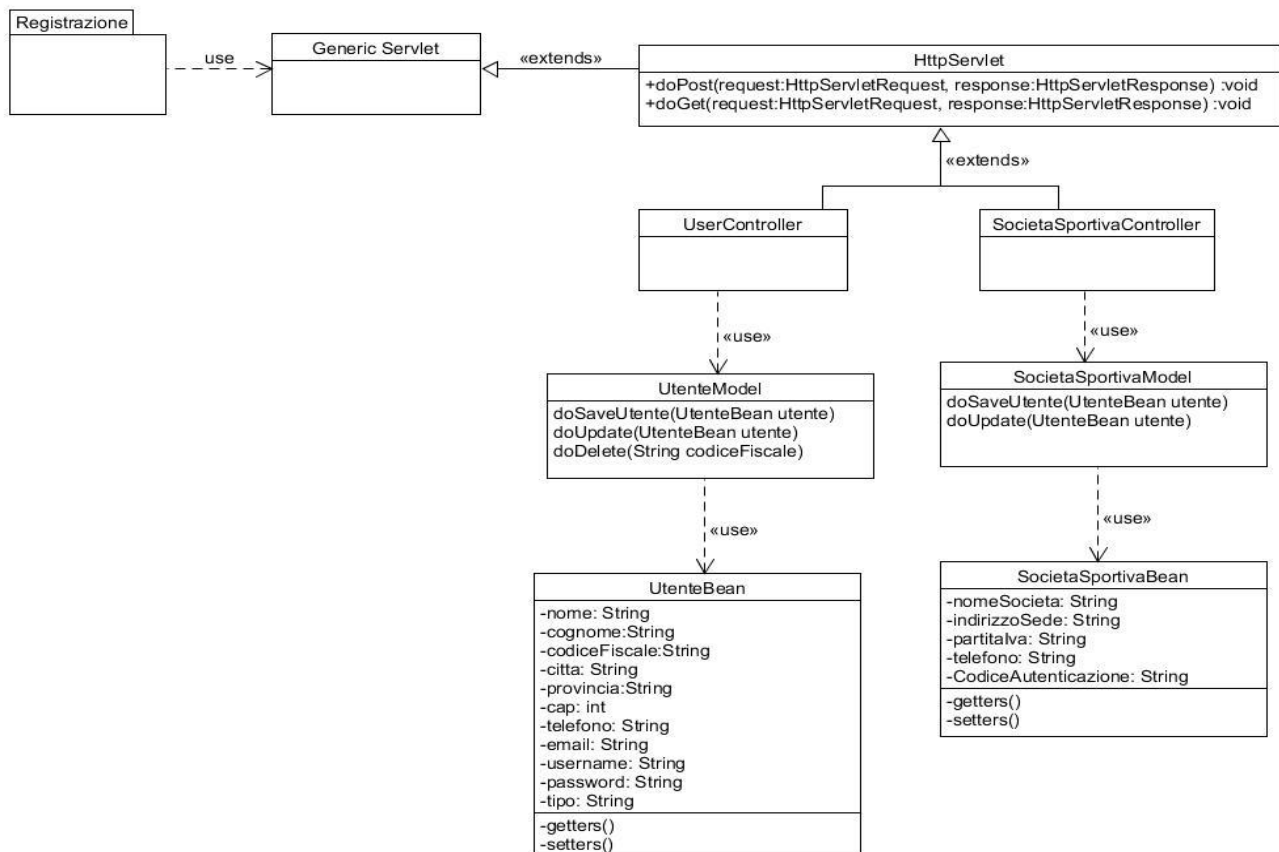 Registrazione
use
Generic Servlet
«extends»
HttpServlet
+doPost(request:HttpServletRequest, response:HttpServletResponse) :void
+doGet(request:HttpServletRequest, response:HttpServletResponse) :void
«extends»
UserController
SocietaSportivaController
«use»
«use»
UtenteModel
doSaveUtente(UtenteBean utente)
doUpdate(UtenteBean utente)
doDelete(String codiceFiscale)
SocietaSportivaModel
doSaveUtente(UtenteBean utente)
doUpdate(UtenteBean utente)
«use»
«use»
UtenteBean
-nome: String
-cognome:String
-codiceFiscale:String
-citta: String
-provincia:String
-cap: int
-telefono: String
-email: String
-username: String
-password: String
-tipo: String
-getters()
-setters()
SocietaSportivaBean
-nomeSocieta: String
-indirizzoSede: String
-partitaIva: String
-telefono: String
-CodiceAutenticazione: String
-getters()
-setters()